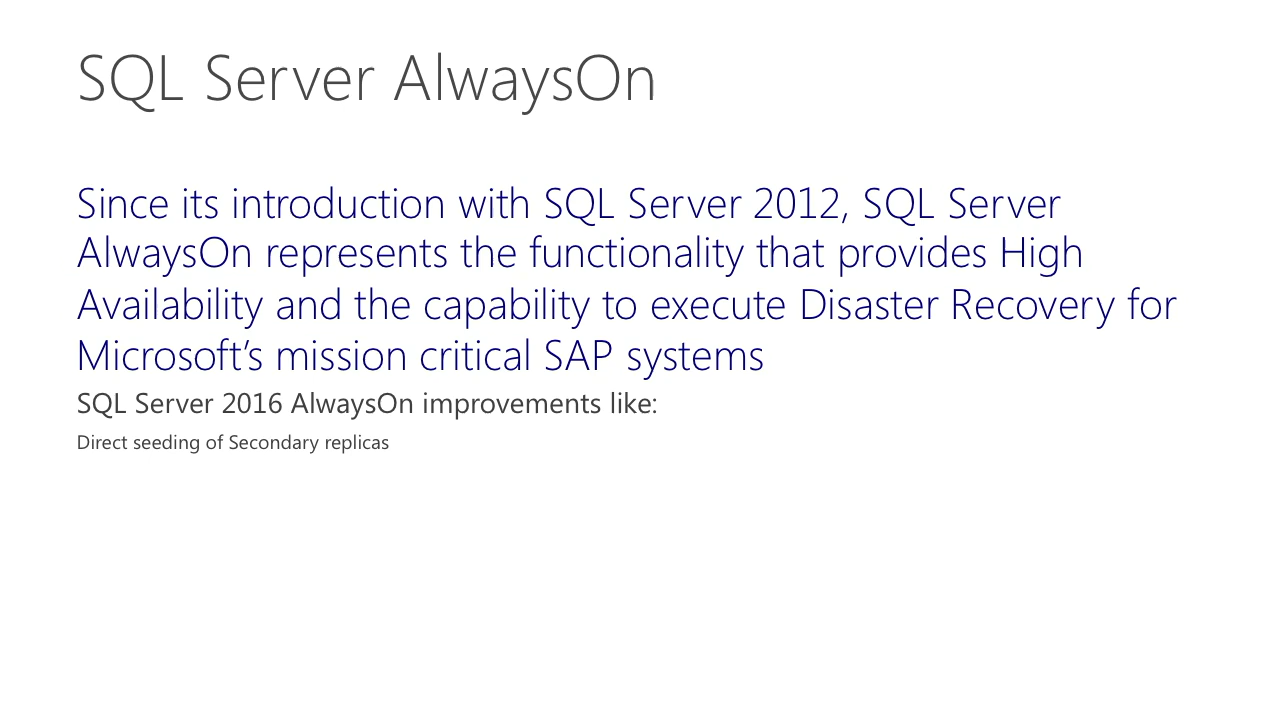 SQL Server AlwaysOn
Since its introduction with SQL Server 2012, SQL Server
AlwaysOn represents the functionality that provides High
Availability and the capability to execute Disaster Recovery for
Microsoft’s mission critical SAP systems
SQL Server 2016 AlwaysOn improvements like:
Direct seeding of Secondary replicas